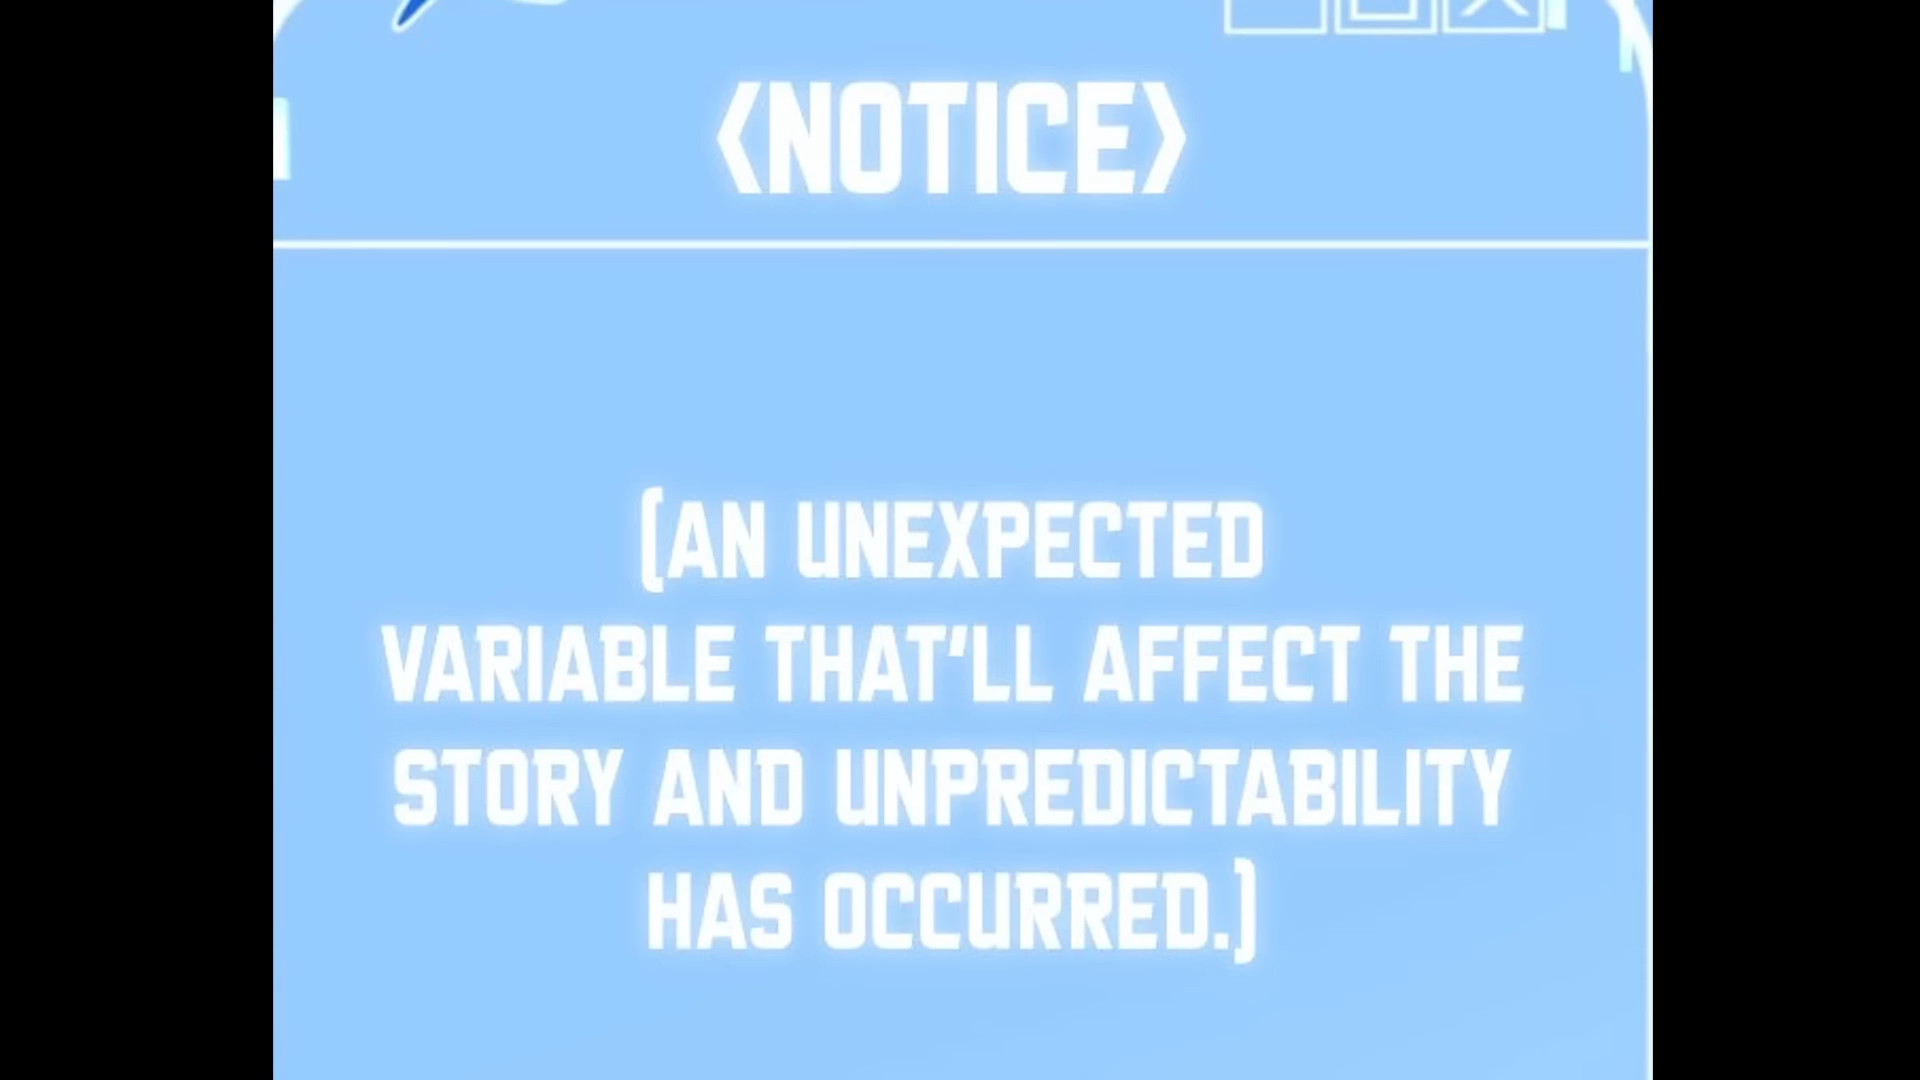 <NOTICE>
(AN UNEXPECTED
VARIABLE THAT'LL AFFECT THE
STORY AND UNPREDICTABILITY
HAS OCCURRED.)